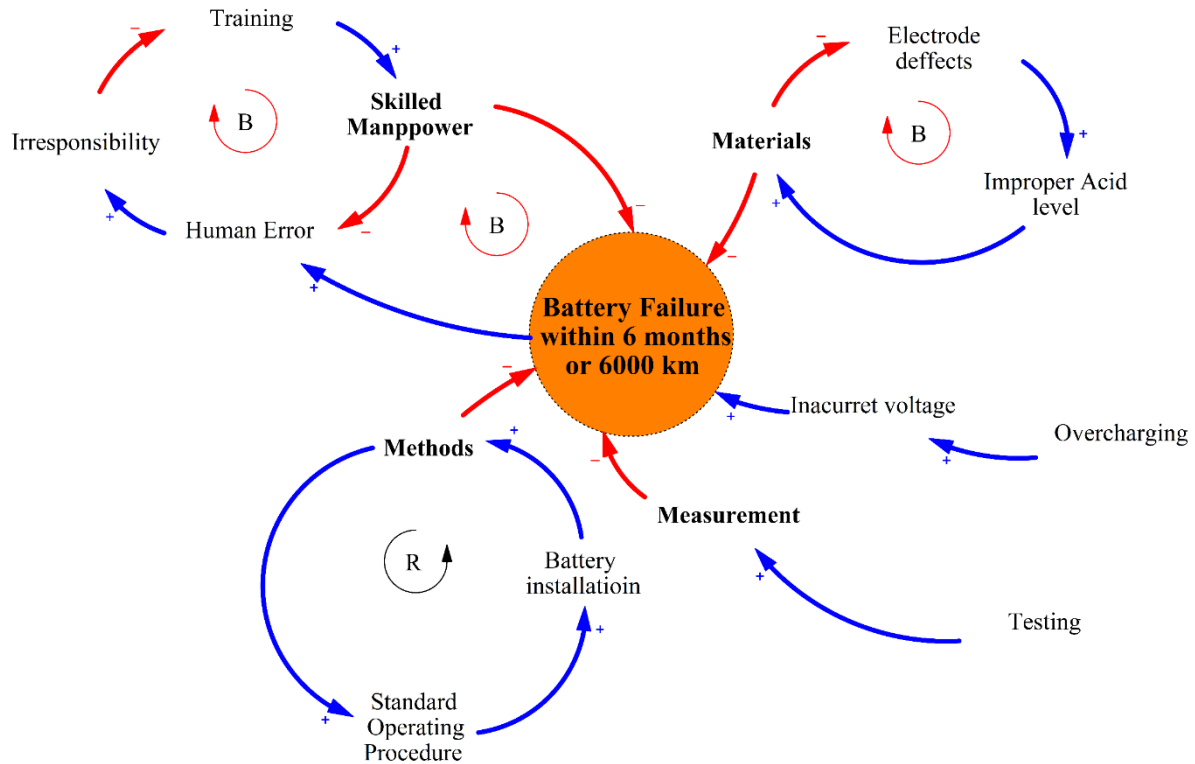 Training
Irresponsibility
B
Skilled
Manppower
Human Error
B
Electrode
deffects
Materials
B
Improper Acid
level
Battery Failure
within 6 months
or 6000 km
Inacurret voltage
Overcharging
Methods
Measurement
R
Battery
installatioin
Testing
Standard
Operating
Procedure
+
+
+
+
+
+
+
+
+
+
+
+
−
−
−
−
−
−
−